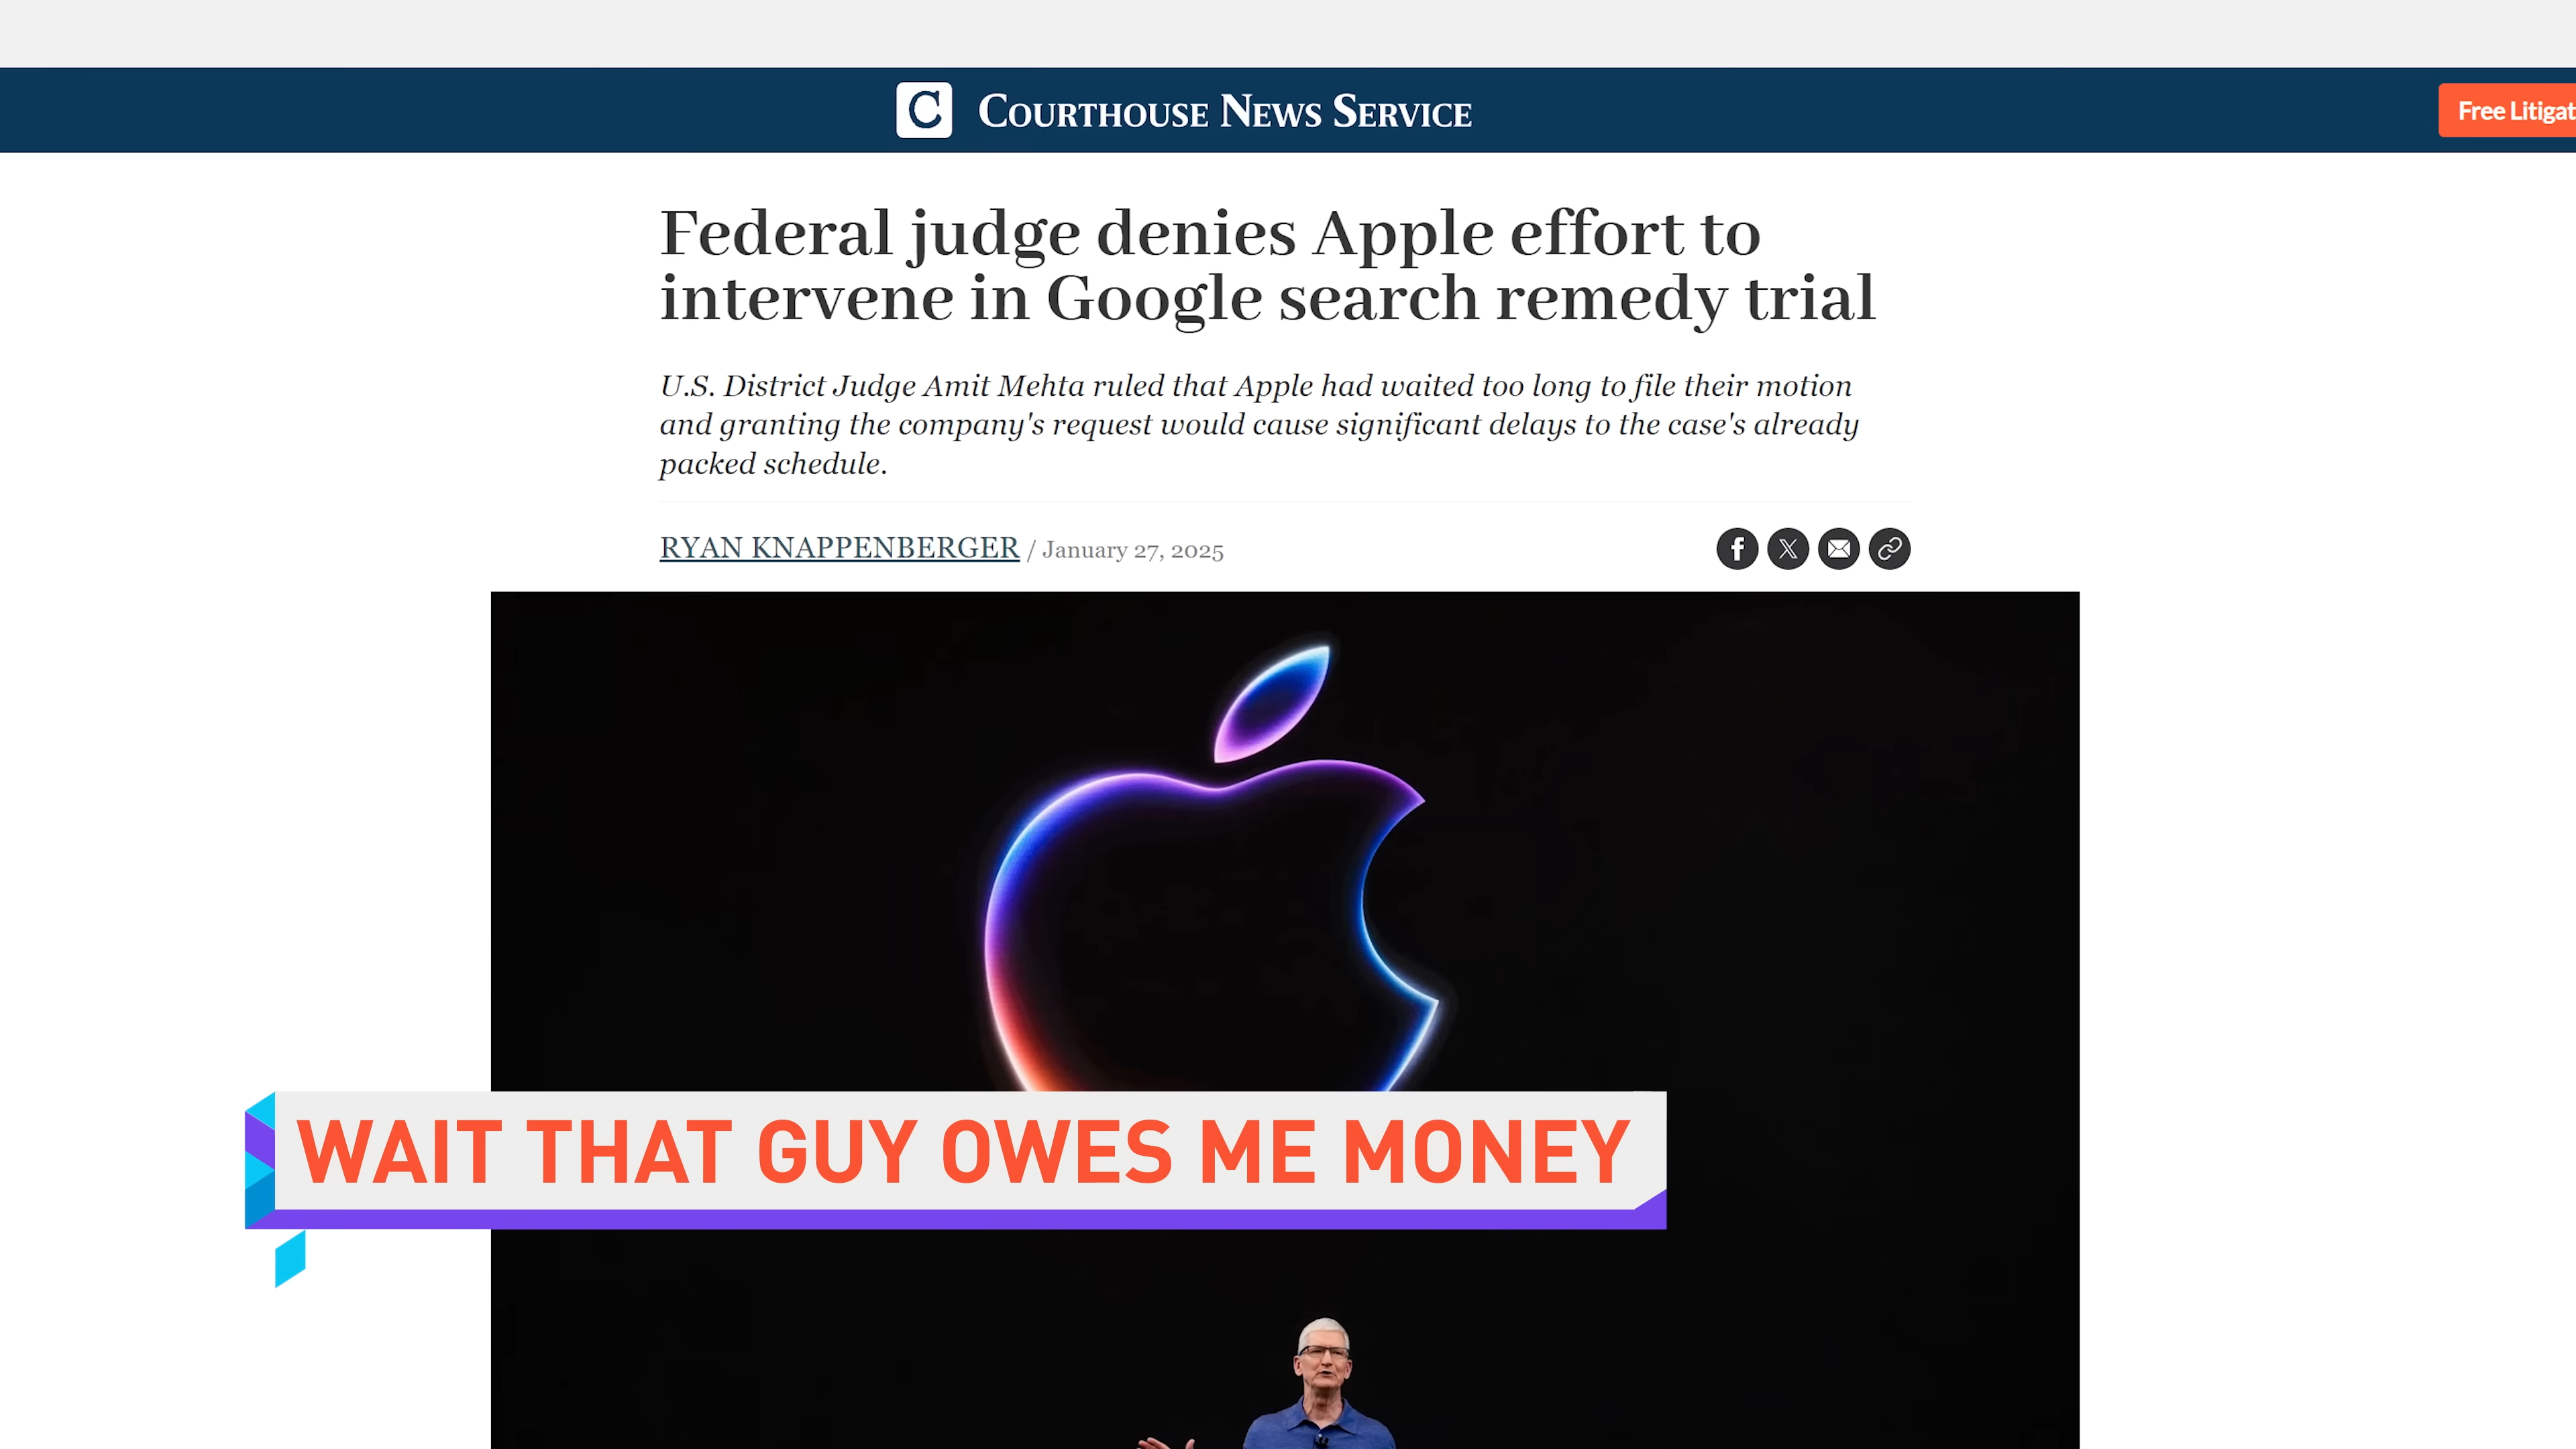 C COURTHOUSE NEWS SERVICE
Free Litigat
Federal judge denies Apple effort to
intervene in Google search remedy trial
U.S. District Judge Amit Mehta ruled that Apple had waited too long to file their motion
and granting the company's request would cause significant delays to the case's already
packed schedule.
RYAN KNAPPENBERGER / January 27, 2025
WAIT THAT GUY OWES ME MONEY